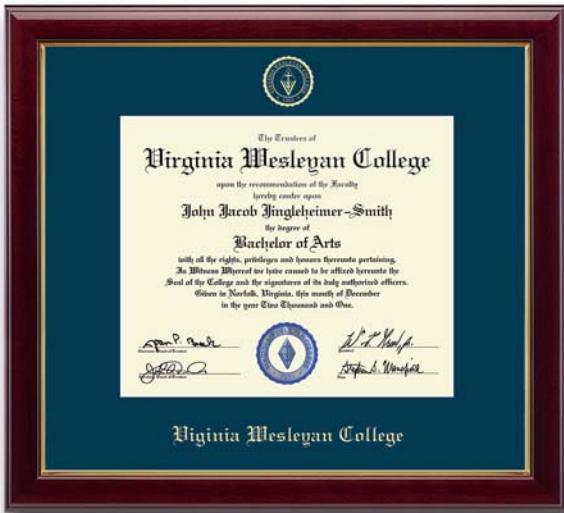 The Trustees of
Virginia Wesleyan College
upon the recommendation of the Faculty
hereby confer upon
John Jacob Jingleheimer-Smith
the degree of
Bachelor of Arts
with all the rights, privileges and honors thereunto pertaining.
In Witness Whereof we have caused to be affixed hereunto the
Seal of the College and the signatures of its duly authorized officers.
Given in Norfolk, Virginia, this month of December
in the year Two Thousand and One.
Viginia Wesleyan College